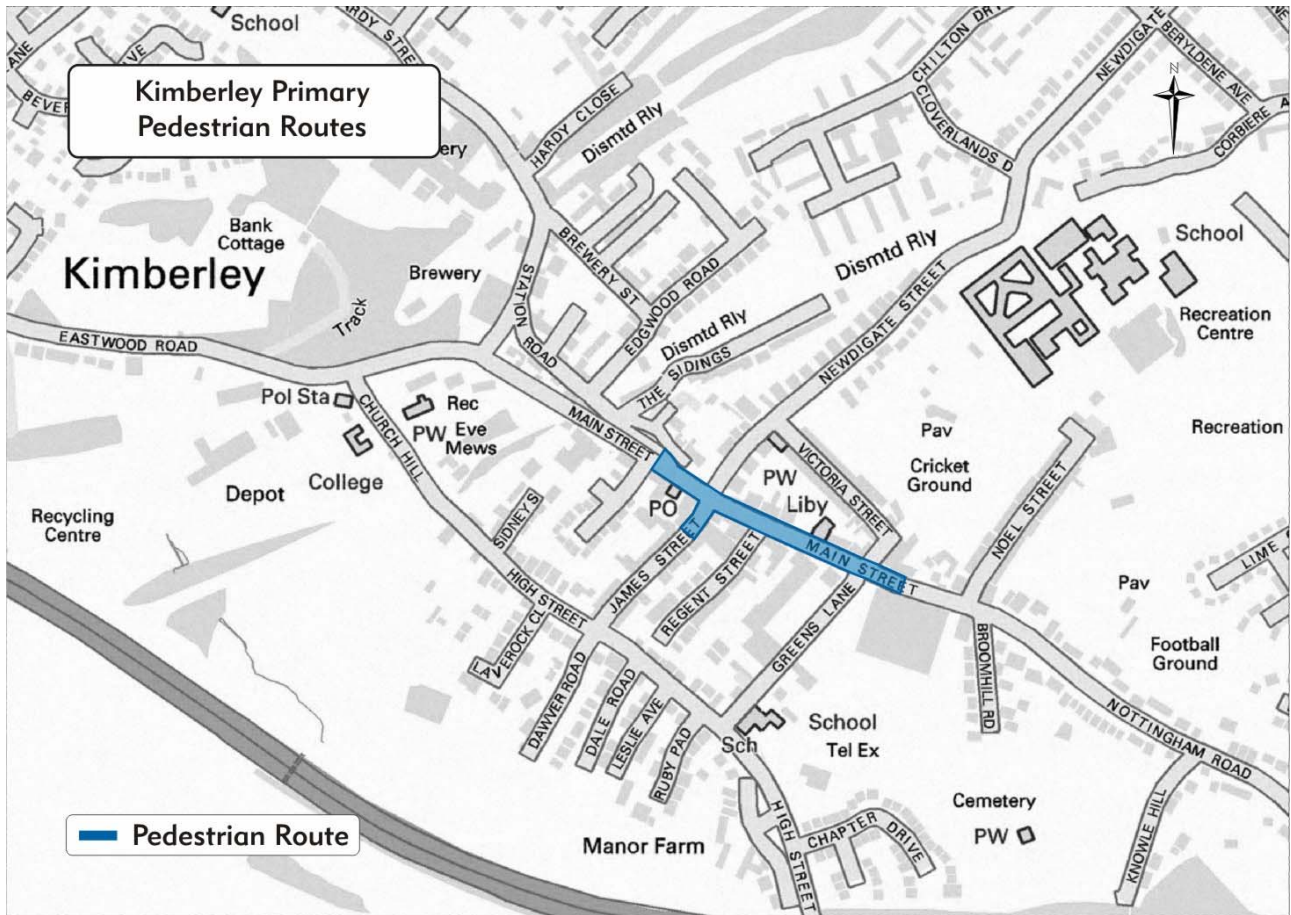 School
HARDY STREET
LANE
Kimberley Primary
Pedestrian Routes
HARDY CLOSE
Dismtd Rly
CHILTON DR
CLOVERLANDS D
NEWDIGATE
BERYLDENE AVE
N
CORBIERE A
Bank
Cottage
Kimberley
Brewery
Track
STATION ROAD
BREWERY ST
EDGWOOD ROAD
Dismtd Rly
Dismtd Rly
THE SIDINGS
NEWDIGATE STREET
School
Recreation
Centre
EASTWOOD ROAD
Pol Sta
CHURCH HILL
Rec
PW
Eve
Mews
MAIN STREET
College
Depot
Recycling
Centre
SIDNEY S
PO
PW
Liby
VICTORIA STREET
Pav
Cricket
Ground
Recreation
NOEL STREET
LIME
HIGH STREET
JAMES STREET
REGENT STREET
MAIN STREET
GREENS LANE
Pav
Football
Ground
LAVEROCK CL
DAWVER ROAD
DALE ROAD
LESLIE AVE
RUBY PAD
Sch
School
Tel Ex
BROOMHILL RD
NOTTINGHAM ROAD
KNOWLE HILL
Cemetery
PW
Manor Farm
HIGH STREET
CHAPTER DRIVE
Pedestrian Route